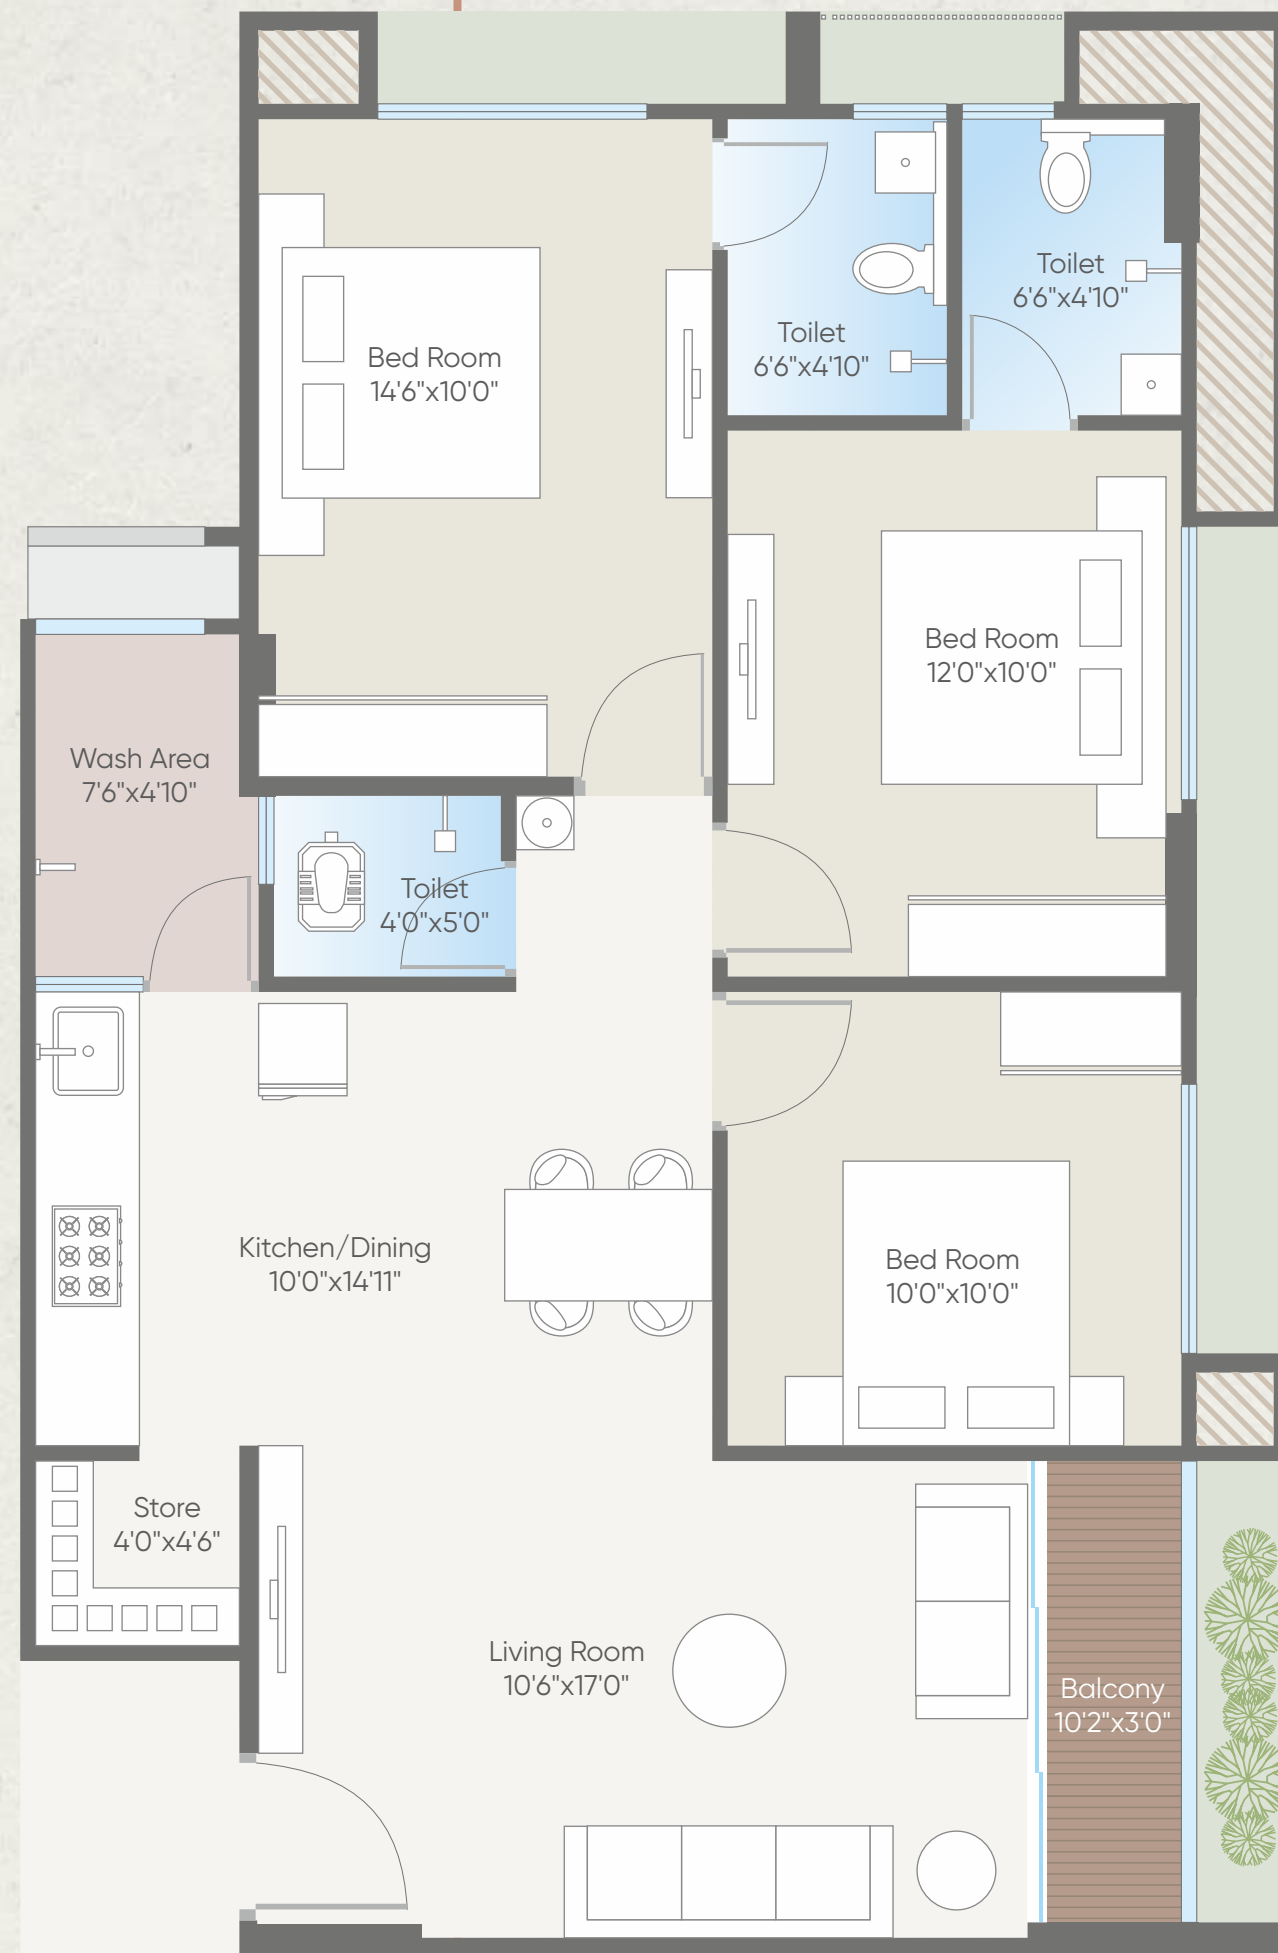 Toilet
6'6"x4'10"
Toilet
6'6"x4'10"
Bed Room
14'6"x10'0"
Bed Room
12'0"x10'0"
Wash Area
7'6"x4'10"
Toilet
4'0"x5'0"
Kitchen/Dining
10'0"x14'11"
Bed Room
10'0"x10'0"
Store
4'0"x4'6"
Living Room
10'6"x17'0"
Balcony
10'2"x3'0"